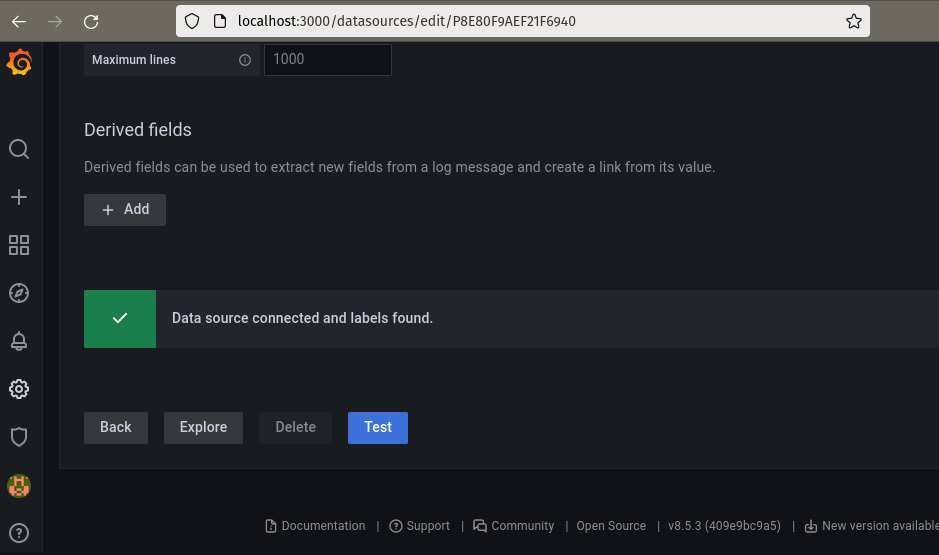 localhost:3000/datasources/edit/P8E80F9AEF21F6940
Maximum lines 1000
Derived fields
Derived fields can be used to extract new fields from a log message and create a link from its value.
+ Add
Data source connected and labels found.
Back Explore Delete Test
Documentation | Support | Community | Open Source | v8.5.3 (409e9bc9a5) | New version available